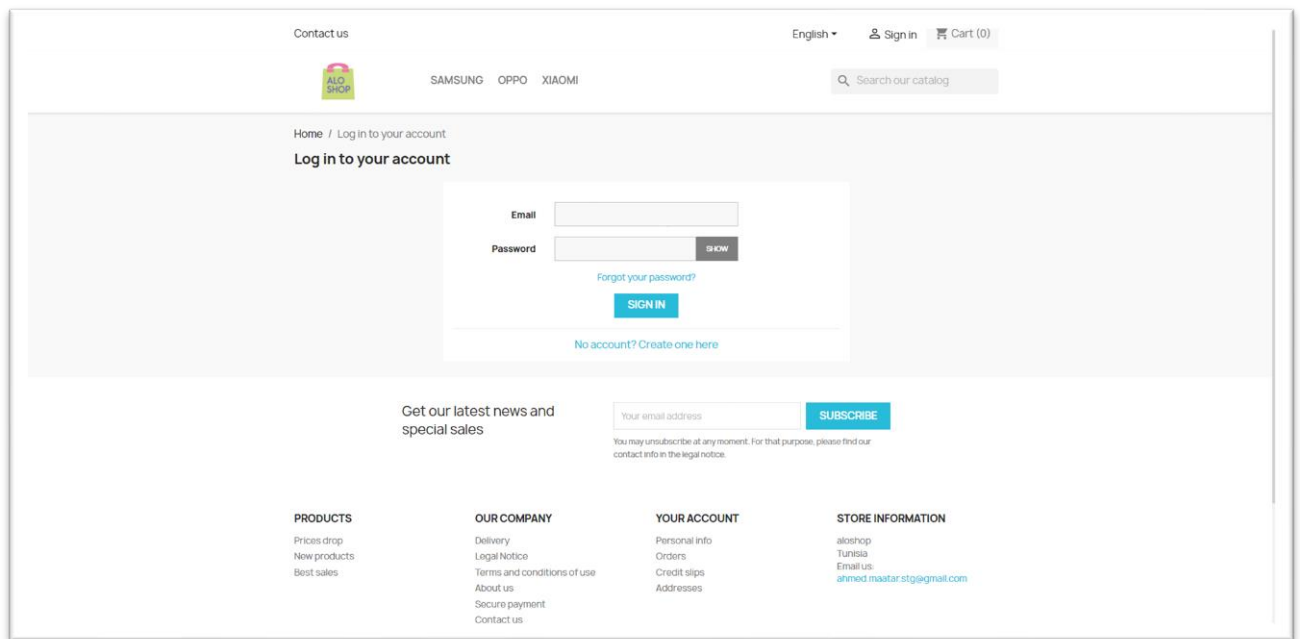 Contact us
English
Sign in
Cart (0)
ALO
SHOP
SAMSUNG OPPO XIAOMI
Search our catalog
Home / Log in to your account
Log in to your account
Email
Password
SHOW
Forgot your password?
SIGN IN
No account? Create one here
Get our latest news and
special sales
Your email address
SUBSCRIBE
You may unsubscribe at any moment. For that purpose, please find our
contact info in the legal notice.
PRODUCTS
Prices drop
New products
Best sales
OUR COMPANY
Delivery
Legal Notice
Terms and conditions of use
About us
Secure payment
Contact us
YOUR ACCOUNT
Personal info
Orders
Credit slips
Addresses
STORE INFORMATION
aloshop
Tunisia
Email us:
ahmed.maatar.stg@gmail.com